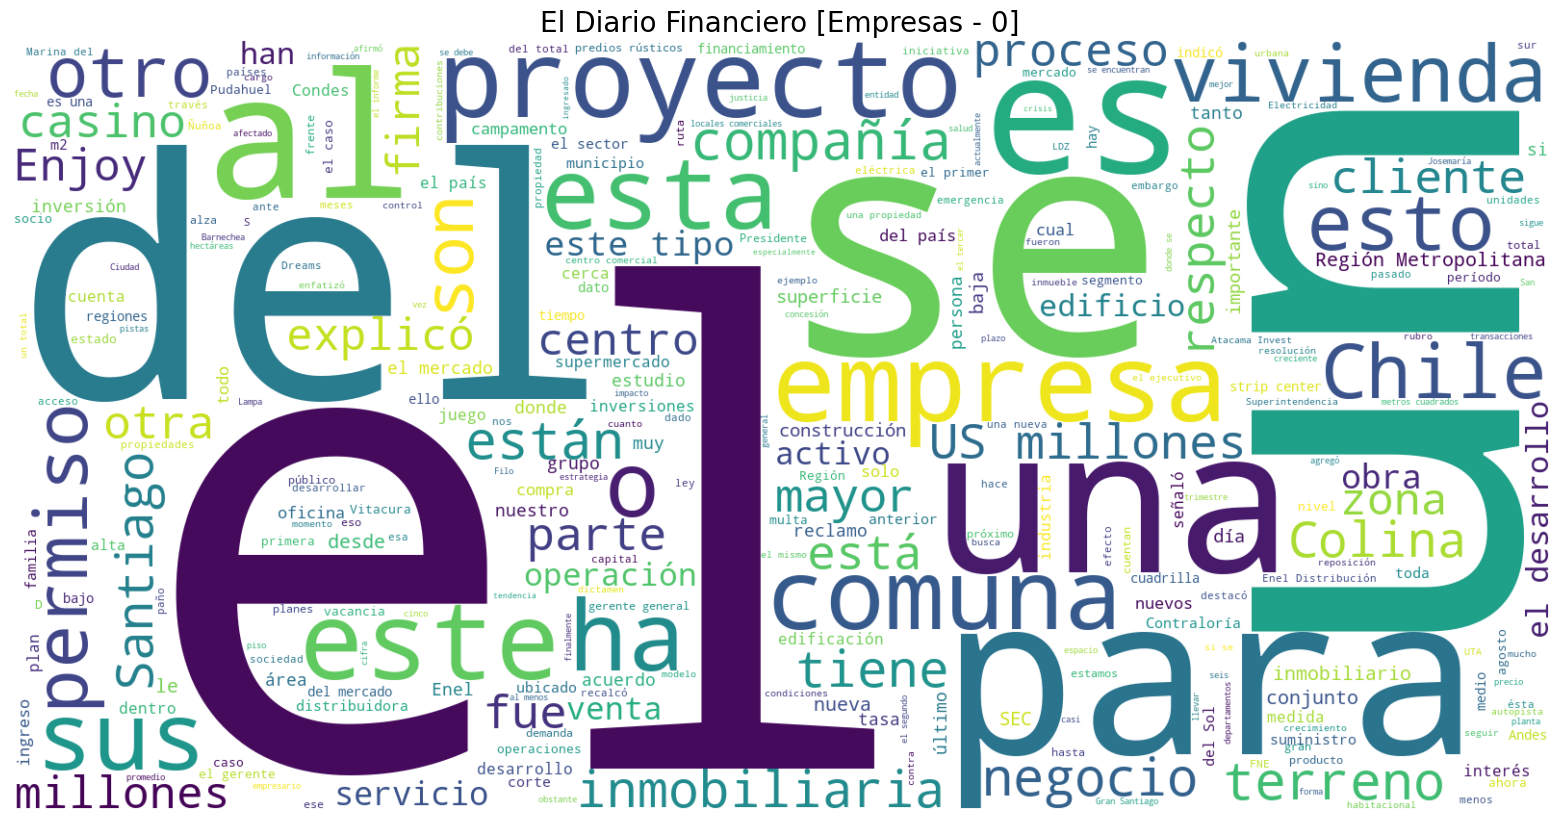 El Diario Financiero [Empresas - 0]
Marina del
han
información
afirmó
se debe
del total
predios rústicos
financiamiento
iniciativa
proceso
indicó
urbana
sur
otro
países
cargo
al
firma
contribuciones
proyecto
ingresado
justicia
entidad
mercado
se encuentran
mejor
es
vivienda
fecha
es una
Pudahuel
través
Condes
el informe
Electricidad
tanto
casino
Ñuñoa
afectado
frente
el caso
campamento
ruta
locales comerciales
compañía
salud
actualmente
crisis
LDZ
hay
respecto
si
m2
Enjoy
el sector
municipio
eléctrica
el primer
embargo
Josemaría
sino
cliente
unidades
inversión
socio
alza
ante
meses
control
el país
propiedad
esta
una propiedad
emergencia
se
esto
sigue
S
Barnechea
hectáreas
del
son
este tipo
Presidente
del país
especialmente
el tercer
cual
fueron
donde se
importante
total
Región Metropolitana
Ciudad
Dreams
enfatizó
cerca
dato
centro comercial
ejemplo
inmueble
segmento
pasado
período
San
cuenta
regiones
pistas
vez
tiempo
superficie
concesión
baja
persona
edificio
un
un total
estado
explicó
centro
plazo
Atacama Invest
rubro
transacciones
resolución
creciente
Chile
el mercado
supermercado
empresa
el ejecutivo
strip center
acceso
Lampa
todo
ello
estudio
impacto
juego
donde
inversiones
Superintendencia
metros cuadrados
permiso
otra
propiedades
nos
dado
cuanto
general
construcción
una nueva
están
muy
activo
US millones
agregó
el desarrollo
Santiago
público
desarrollar
Filo
grupo
estrategia
o
ley
Región
solo
hace
una
industria
señaló
trimestre
obra
nivel
zona
oficina
Vitacura
compra
nuestro
mayor
multa
anterior
momento
eso
reclamo
próximo
busca
día
Colina
familia
alta
primera
desde
esa
parte
capital
el mismo
está
efecto
cuentan
reposición
D
bajo
paño
el
operación
dictamen
comuna
cuadrilla
Enel Distribución
toda
planes
vacancia
cinco
tendencia
gerente general
nuevos
destacó
Contraloría
plan
piso
sociedad
cifra
este
ha
finalmente
edificación
para
espacio
si se
UTA
mucho
le
área
del mercado
distribuidora
Enel
acuerdo
modelo
tiene
estamos
seis
inmobiliario
agosto
precio
dentro
ubicado
al menos
recalcó
condiciones
nueva
llevar
departamentos
conjunto
medio
ésta
sus
fue
venta
tasa
el segundo
último
SEC
casi
medida
crecimiento
autopista
planta
ingreso
demanda
operaciones
del Sol
suministro
gran
seguir
Andes
caso
el gerente
desarrollo
corte
contra
hasta
FNE
producto
millones
promedio
empresario
ese
servicio
obstante
inmobiliaria
negocio
Gran Santiago
terreno
forma
habitacional
interés
ahora
menos